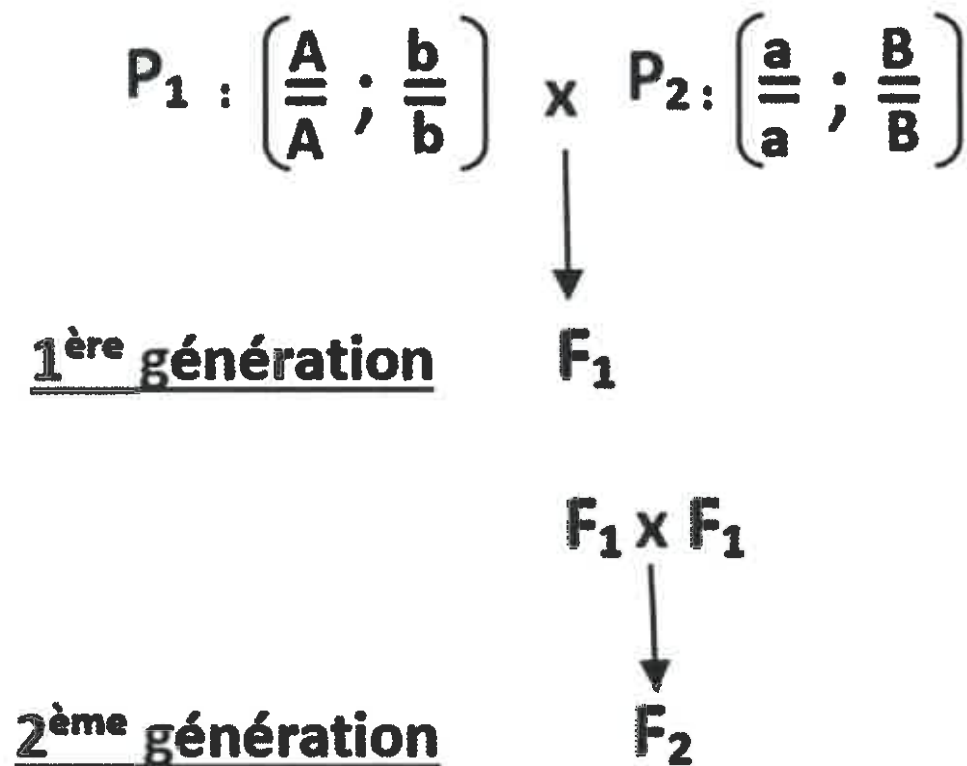 P₁ : (A/A ; b/b) x P₂ : (a/a ; B/B)
1ère génération F₁
F₁ x F₁
2ème génération F₂